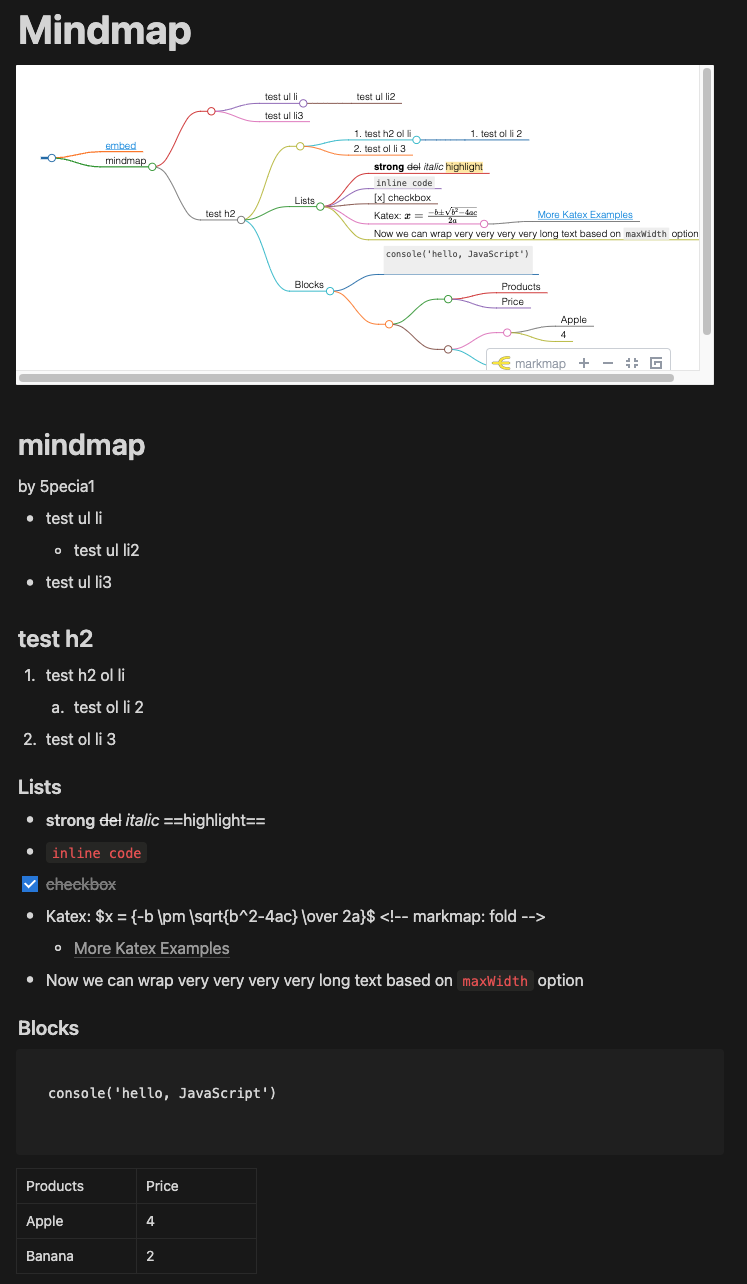 Mindmap
test ul li
test ul li2
test ul li3
embed
mindmap
1. test h2 ol li
1. test ol li 2
2. test ol li 3
strong del italic highlight
inline code
[x] checkbox
Lists
test h2
Katex: x = -b±√b²−4ac / 2a
More Katex Examples
Now we can wrap very very very very long text based on maxWidth option
console('hello, JavaScript')
Blocks
Products
Price
Apple
4
markmap
mindmap
by 5pecia1
• test ul li
◦ test ul li2
• test ul li3
test h2
1. test h2 ol li
a. test ol li 2
2. test ol li 3
Lists
• strong del italic ==highlight==
• inline code
checkbox
• Katex: $x = {-b \pm \sqrt{b^2-4ac} \over 2a}$ <!-- markmap: fold -->
◦ More Katex Examples
• Now we can wrap very very very very long text based on maxWidth option
Blocks
console('hello, JavaScript')
Products Price
Apple 4
Banana 2